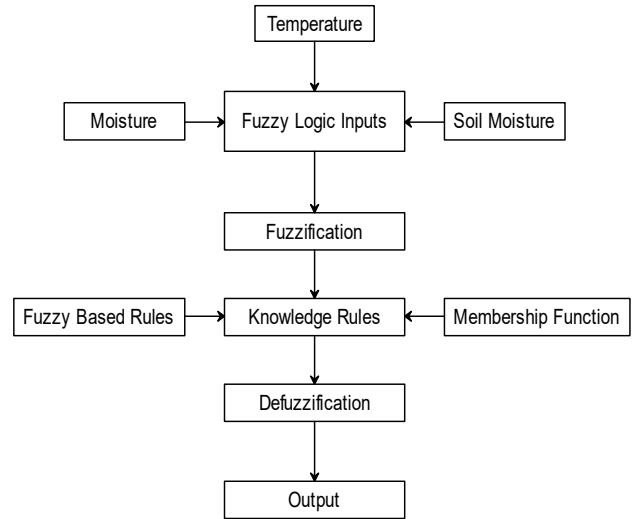 Temperature
Moisture
Fuzzy Logic Inputs
Soil Moisture
Fuzzification
Fuzzy Based Rules
Knowledge Rules
Membership Function
Defuzzification
Output